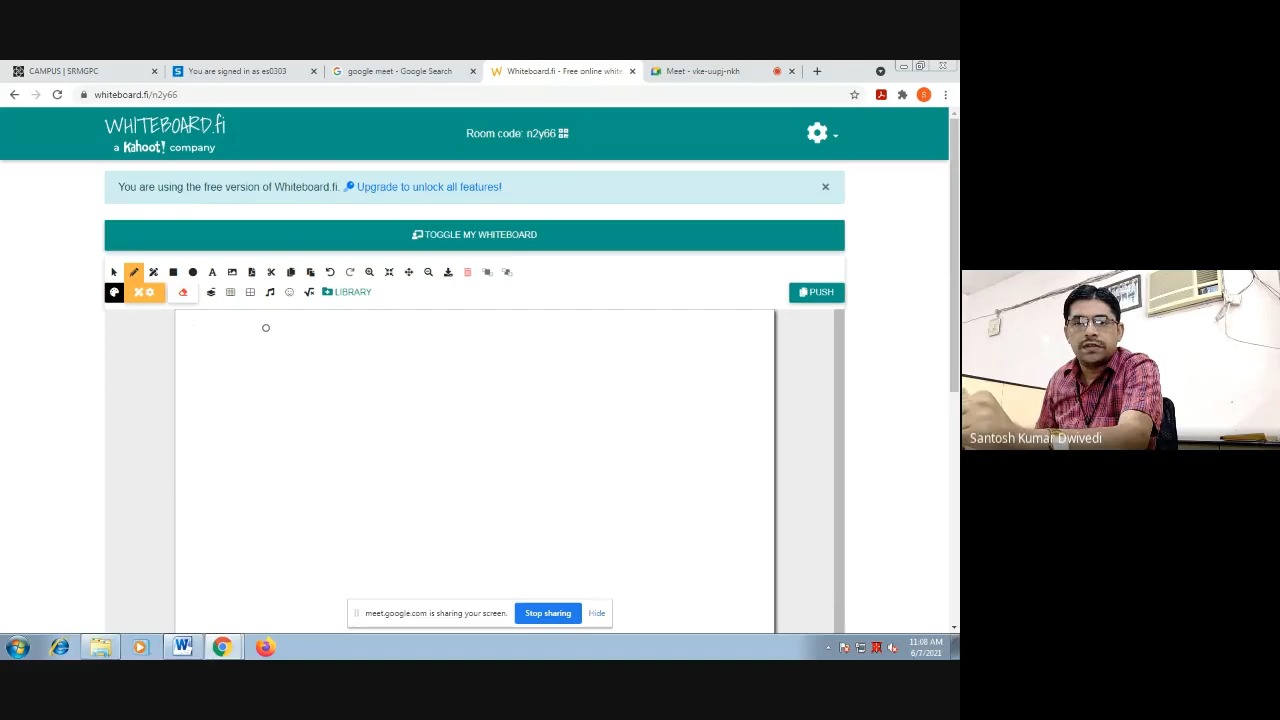 CAMPUS | SRMGPC
You are signed in as es0303
google meet - Google Search
Whiteboard.fi - Free online white
Meet - vke-uupj-nkh
whiteboard.fi/n2y66
WHITEBOARD.fi
a Kahoot! company
Room code: n2y66
You are using the free version of Whiteboard.fi. Upgrade to unlock all features!
TOGGLE MY WHITEBOARD
LIBRARY
PUSH
meet.google.com is sharing your screen.
Stop sharing
Hide
11:08 AM
6/7/2021
Santosh Kumar Dwivedi